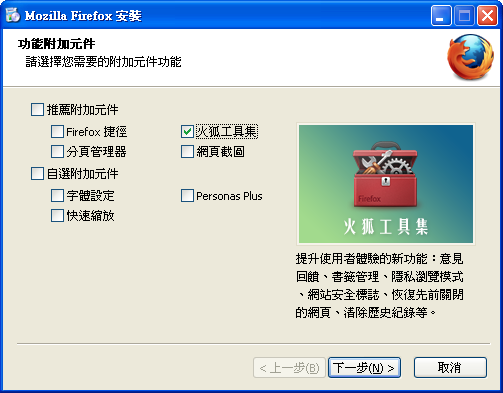 Mozilla Firefox 安裝
功能附加元件
請選擇您需要的附加元件功能
推薦附加元件
Firefox 捷徑
火狐工具集
分頁管理器
網頁截圖
自選附加元件
字體設定
Personas Plus
快速縮放
Firefox
火狐工具集
提升使用者體驗的新功能：意見
回饋、書籤管理、隱私瀏覽模式
、網站安全標誌、恢復先前關閉
的網頁、清除歷史紀錄等。
< 上一步(B)
下一步(N) >
取消